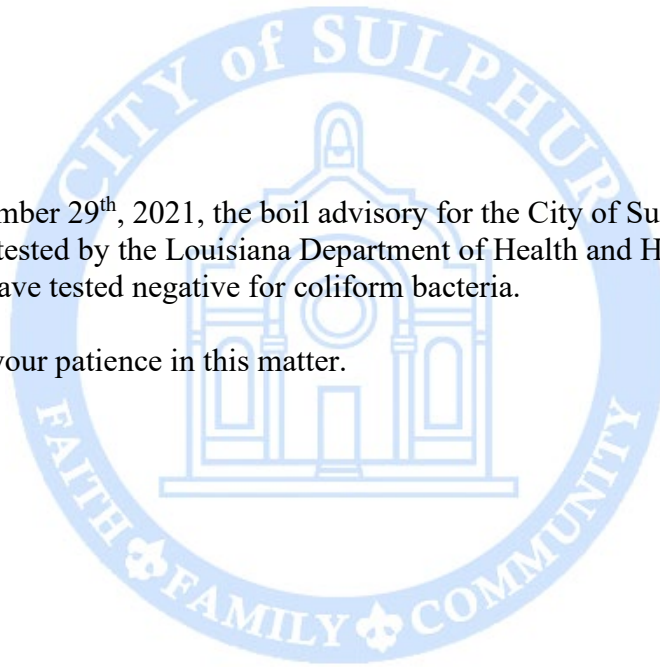 CITY of SULPHUR
mber 29th, 2021, the boil advisory for the City of Su
tested by the Louisiana Department of Health and H
ave tested negative for coliform bacteria.
your patience in this matter.
FAITH FAMILY COMMUNITY